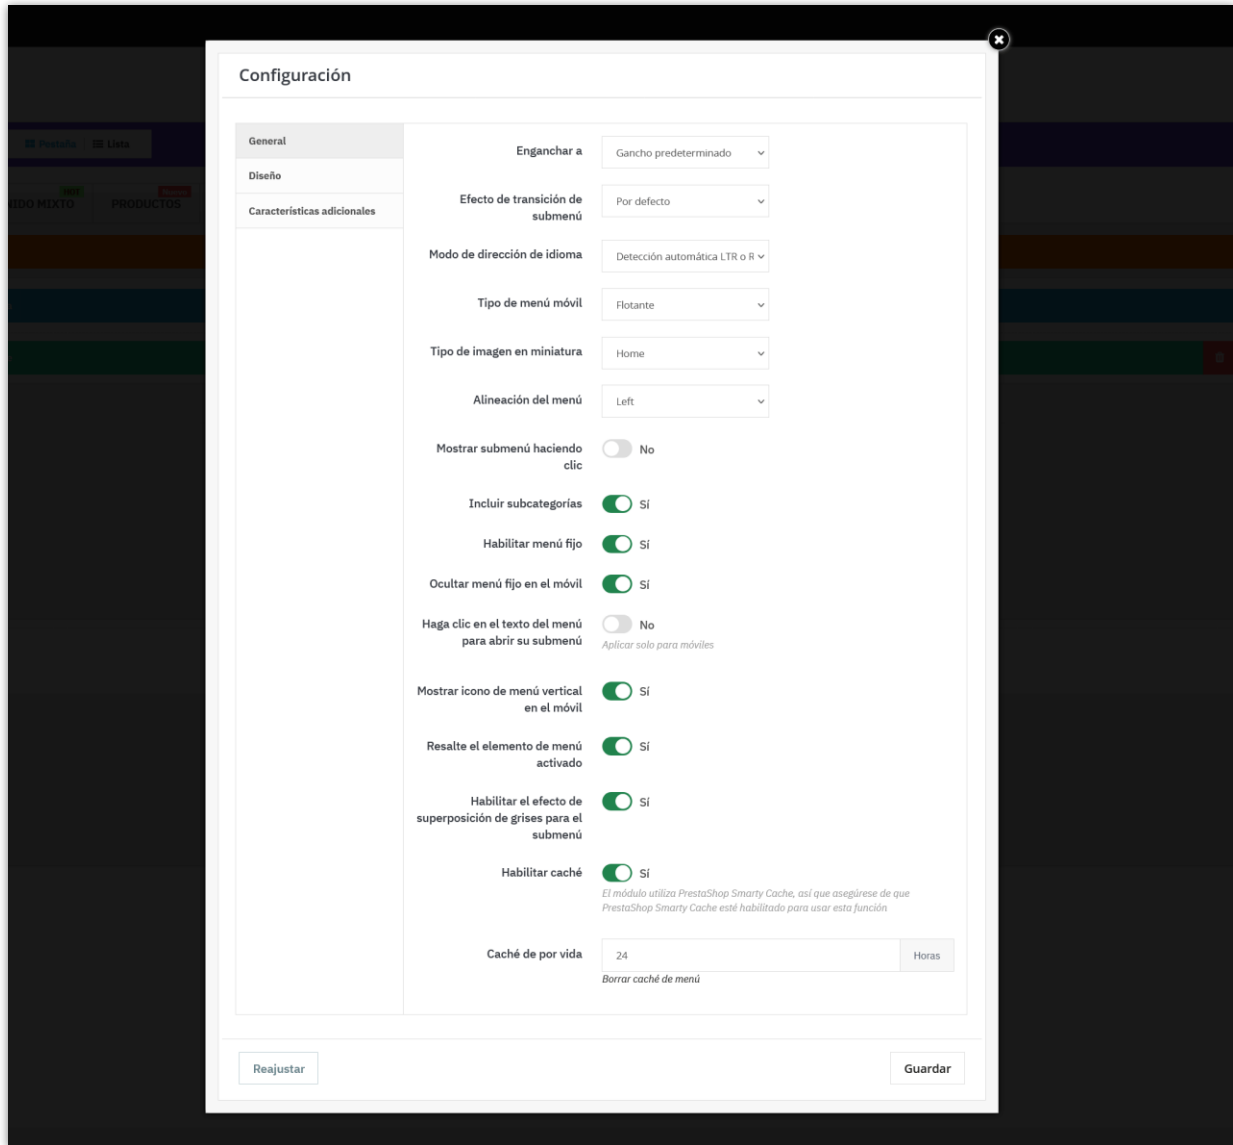 Configuración
Pestaña
Lista
HOT
NIDO MIXTO
PRODUCTOS
General
Diseño
Características adicionales
Enganchar a
Gancho predeterminado
Efecto de transición de
submenú
Por defecto
Modo de dirección de idioma
Detección automática LTR o R
Tipo de menú móvil
Flotante
Tipo de imagen en miniatura
Home
Alineación del menú
Left
Mostrar submenú haciendo
clic
No
Incluir subcategorías
Sí
Habilitar menú fijo
Sí
Ocultar menú fijo en el móvil
Sí
Haga clic en el texto del menú
para abrir su submenú
No
Aplicar solo para móviles
Mostrar icono de menú vertical
en el móvil
Sí
Resalte el elemento de menú
activado
Sí
Habilitar el efecto de
superposición de grises para el
submenú
Sí
Habilitar caché
Sí
El módulo utiliza PrestaShop Smarty Cache, así que asegúrese de que
PrestaShop Smarty Cache esté habilitado para usar esta función
Caché de por vida
24
Horas
Borrar caché de menú
Reajustar
Guardar